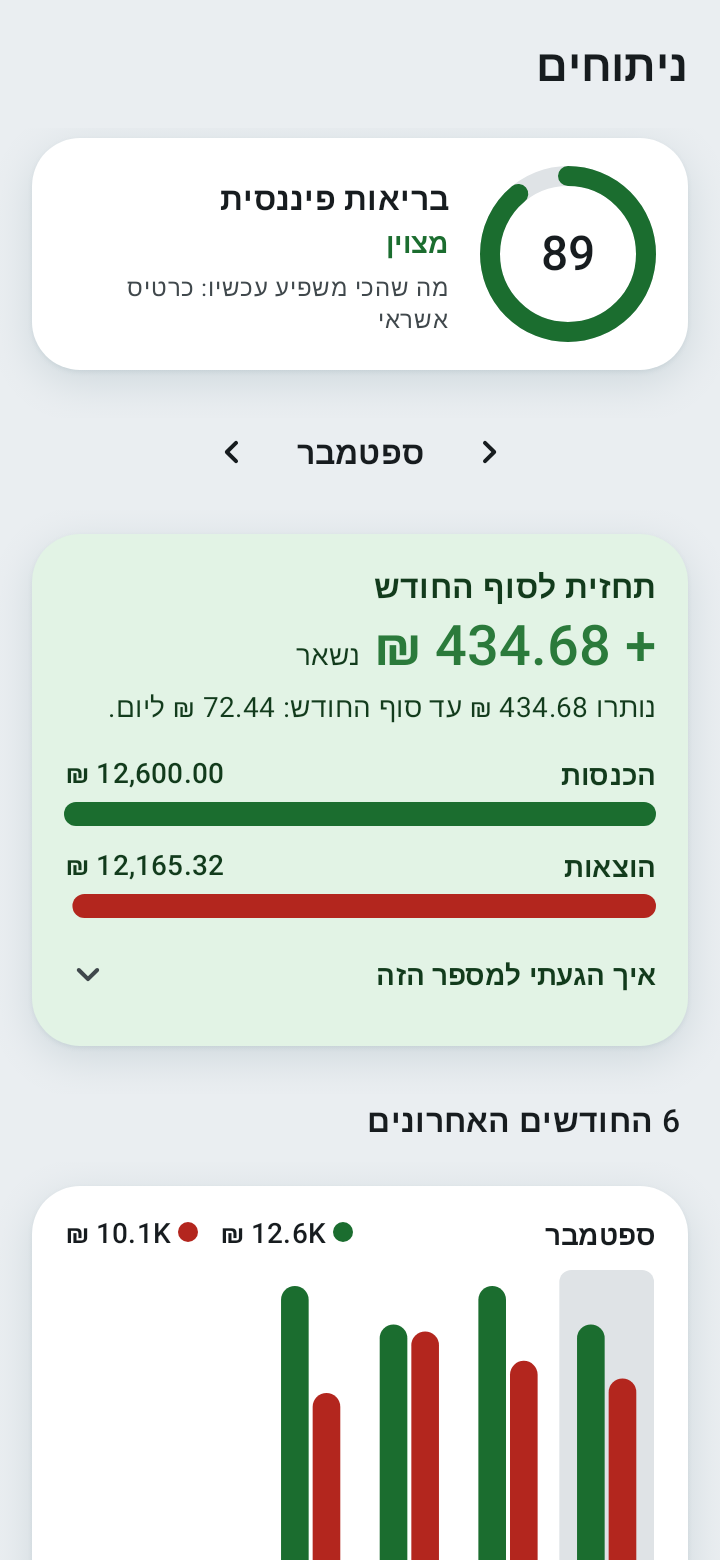 ניתוחים
89
בריאות פיננסית
מצוין
מה שהכי משפיע עכשיו: כרטיס
אשראי
ספטמבר
תחזית לסוף החודש
+ 434.68 ₪ נשאר
נותרו 434.68 ₪ עד סוף החודש: 72.44 ₪ ליום.
הכנסות 12,600.00 ₪
הוצאות 12,165.32 ₪
איך הגעתי למספר הזה
6 החודשים האחרונים
ספטמבר 12.6K ₪ 10.1K ₪